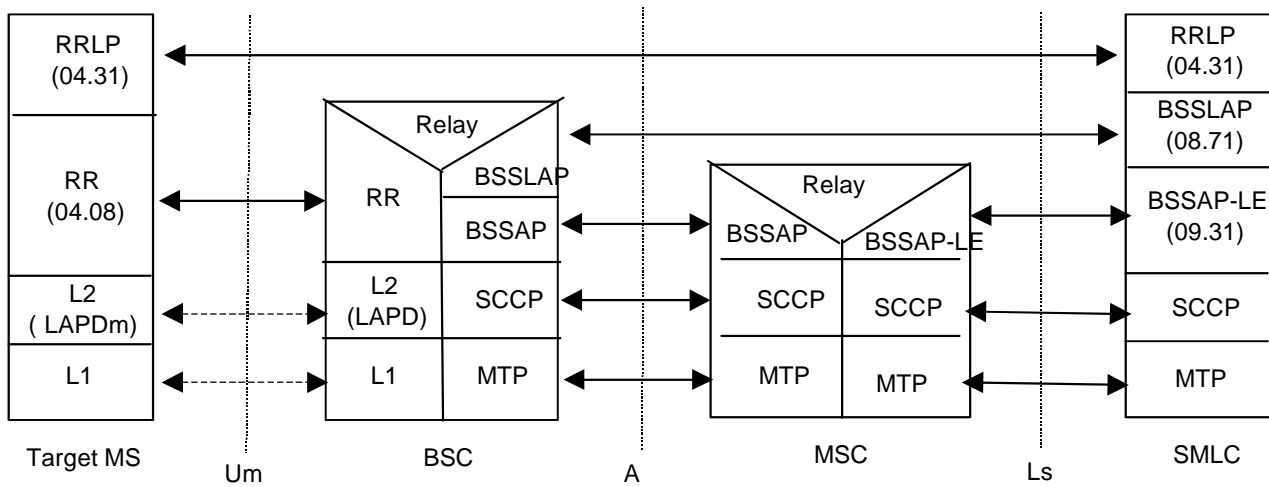 RRLP
(04.31)
RR
(04.08)
L2
( LAPDm)
L1
Target MS
Um
Relay
RR
BSSLAP
BSSAP
L2
(LAPD)
SCCP
L1
MTP
BSC
A
Relay
BSSAP
BSSAP-LE
SCCP
SCCP
MTP
MTP
MSC
Ls
RRLP
(04.31)
BSSLAP
(08.71)
BSSAP-LE
(09.31)
SCCP
MTP
SMLC